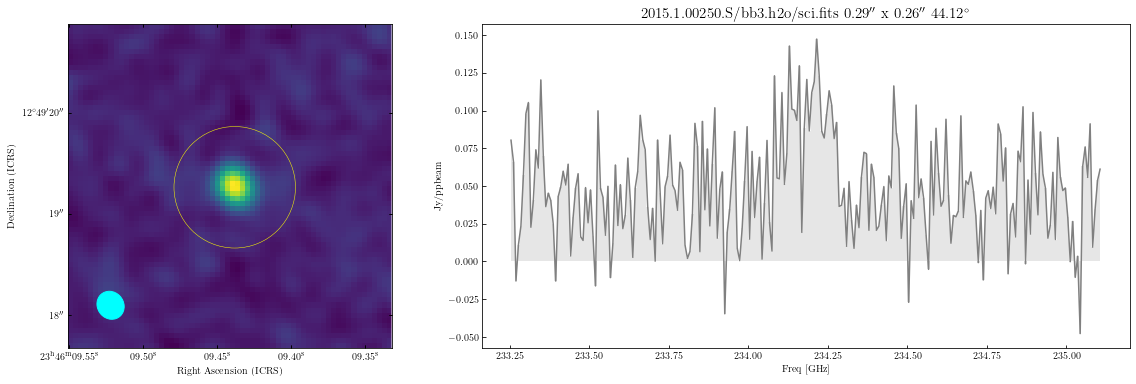 2015.1.00250.S/bb3.h2o/sci.fits 0.29″ x 0.26″ 44.12°
Declination (ICRS)
12°49′20″
19″
18″
23ʰ46ᵐ09.55ˢ 09.50ˢ 09.45ˢ 09.40ˢ 09.35ˢ
Right Ascension (ICRS)
Jy/ppbeam
0.150
0.125
0.100
0.075
0.050
0.025
0.000
−0.025
−0.050
233.25 233.50 233.75 234.00 234.25 234.50 234.75 235.00
Freq [GHz]